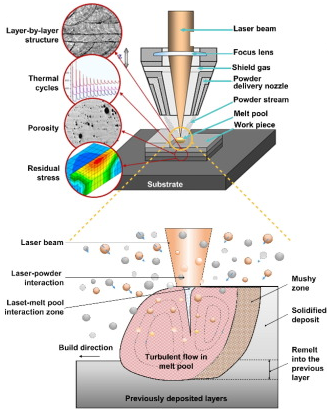 Layer-by-layer
structure
Thermal
cycles
Porosity
Residual
stress
Laser beam
Focus lens
Shield gas
Powder
delivery nozzle
Powder stream
Melt pool
Work piece
Substrate
Laser beam
Laser-powder
interaction
Laset-melt pool
interaction zone
Build direction
Turbulent flow in
melt pool
Mushy
zone
Solidified
deposit
Remelt
into the
previous
layer
Previously deposited layers